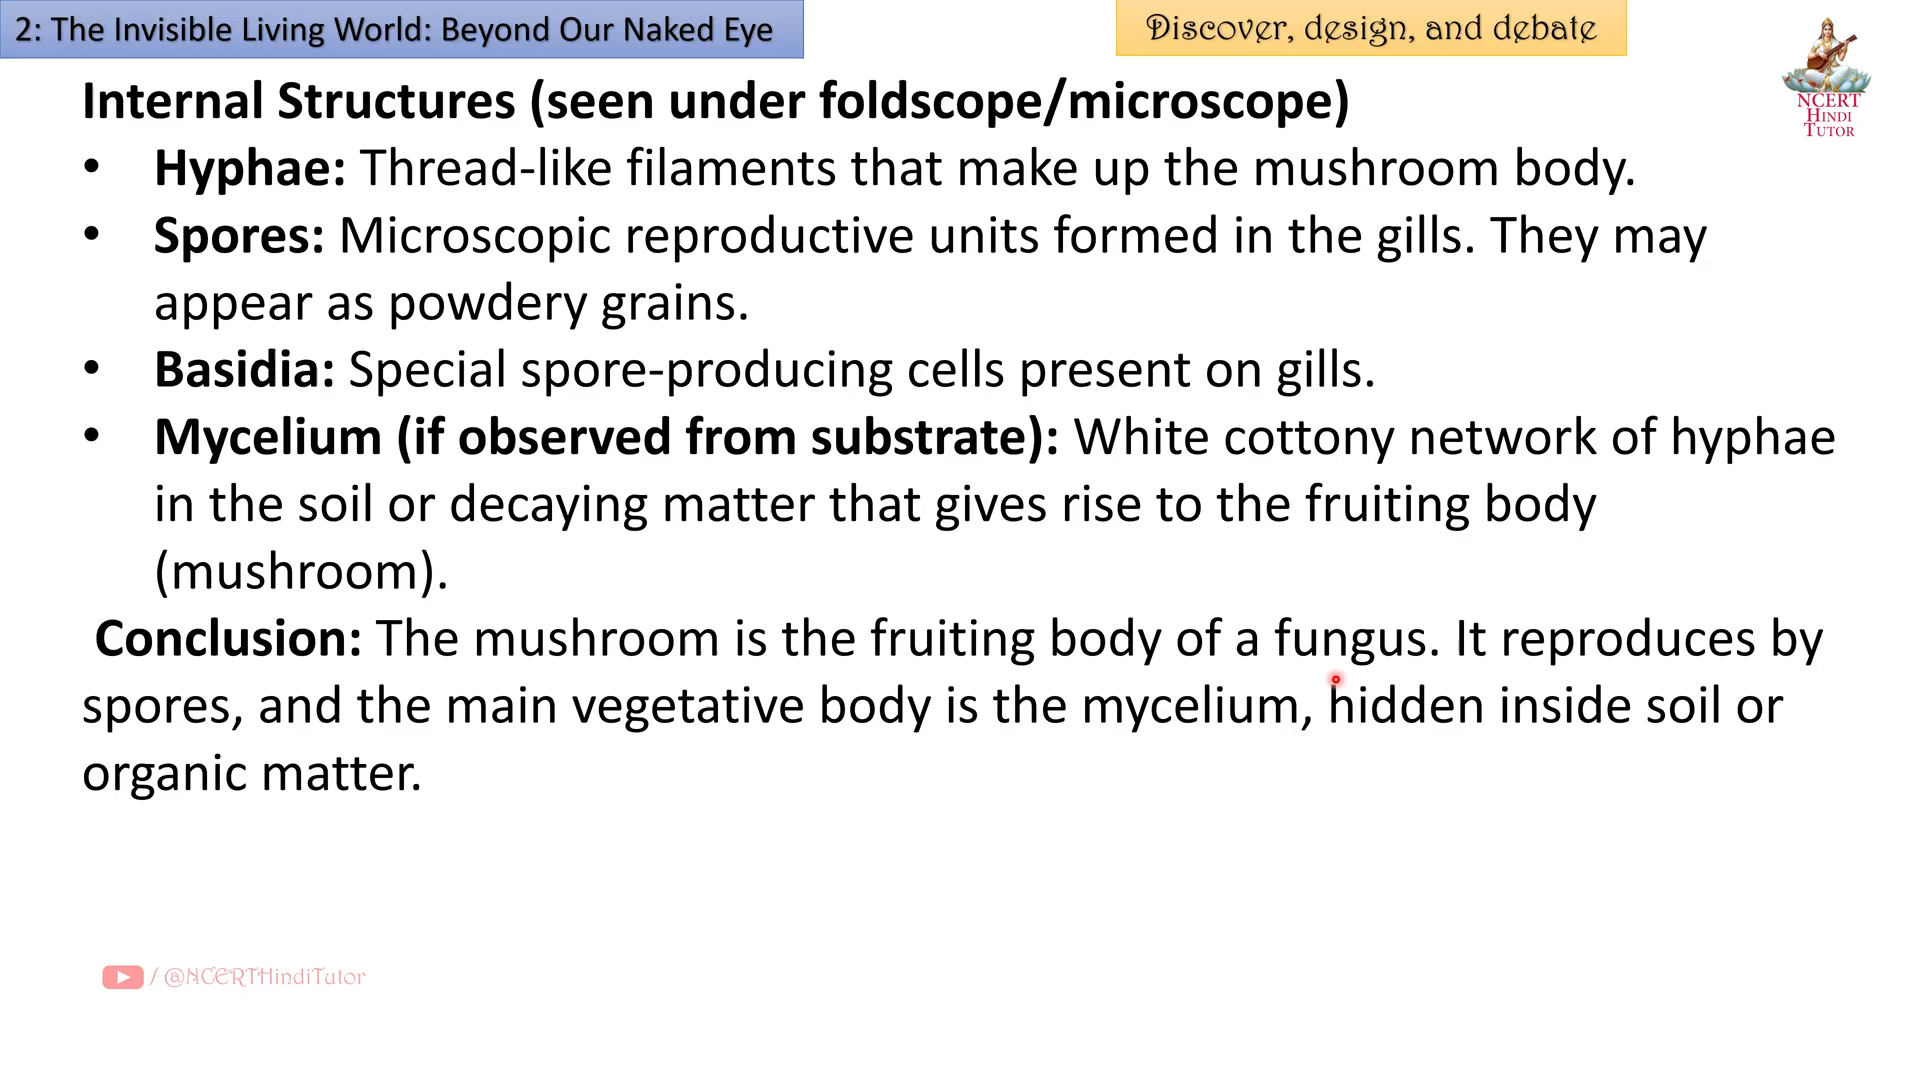 2: The Invisible Living World: Beyond Our Naked Eye
Discover, design, and debate
NCERT
HINDI
TUTOR
Internal Structures (seen under foldscope/microscope)
• Hyphae: Thread-like filaments that make up the mushroom body.
• Spores: Microscopic reproductive units formed in the gills. They may
appear as powdery grains.
• Basidia: Special spore-producing cells present on gills.
• Mycelium (if observed from substrate): White cottony network of hyphae
in the soil or decaying matter that gives rise to the fruiting body
(mushroom).
Conclusion: The mushroom is the fruiting body of a fungus. It reproduces by
spores, and the main vegetative body is the mycelium, hidden inside soil or
organic matter.
/ @NCERTHindiTutor